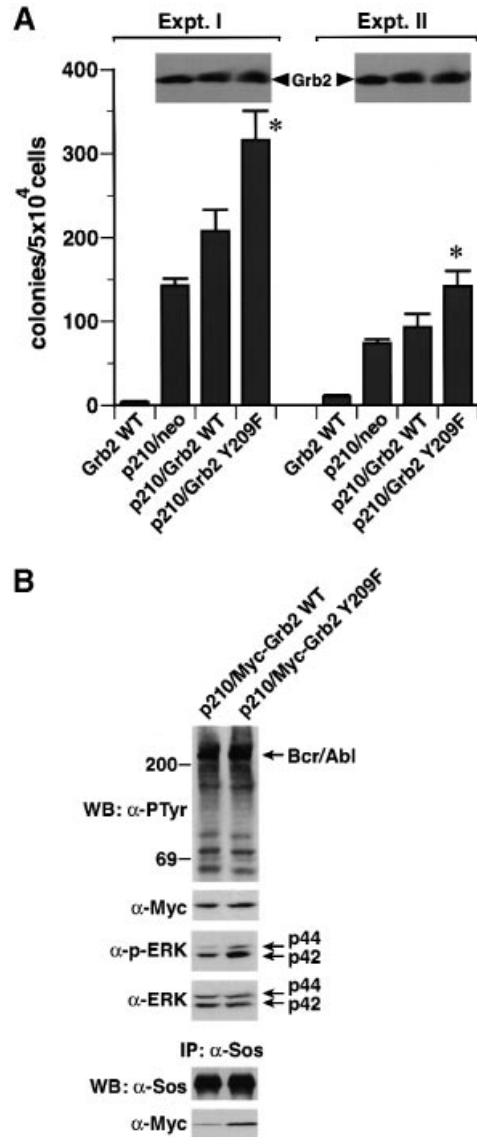 A
Expt. I
Expt. II
Grb2
colonies/5x10⁴ cells
400
300
200
100
0
*
*
Grb2 WT
p210/neo
p210/Grb2 WT
p210/Grb2 Y209F
Grb2 WT
p210/neo
p210/Grb2 WT
p210/Grb2 Y209F
B
p210/Myc-Grb2 WT
p210/Myc-Grb2 Y209F
200
Bcr/Abl
WB: α-PTyr
69
α-Myc
α-p-ERK
p44
p42
α-ERK
p44
p42
IP: α-Sos
WB: α-Sos
α-Myc